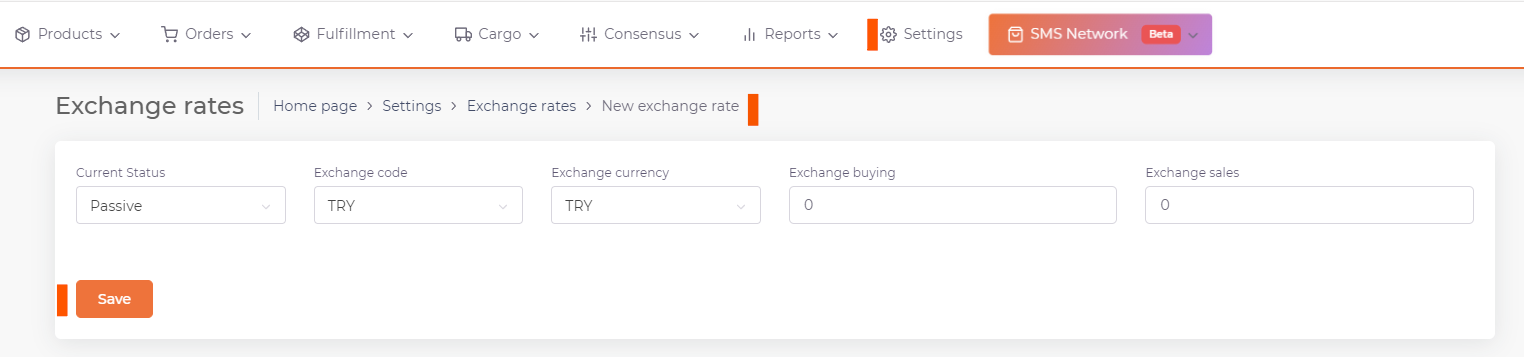 Products Orders Fulfillment Cargo Consensus Reports Settings SMS Network Beta
Exchange rates Home page > Settings > Exchange rates > New exchange rate
Current Status Exchange code Exchange currency Exchange buying Exchange sales
Passive TRY TRY 0 0
Save